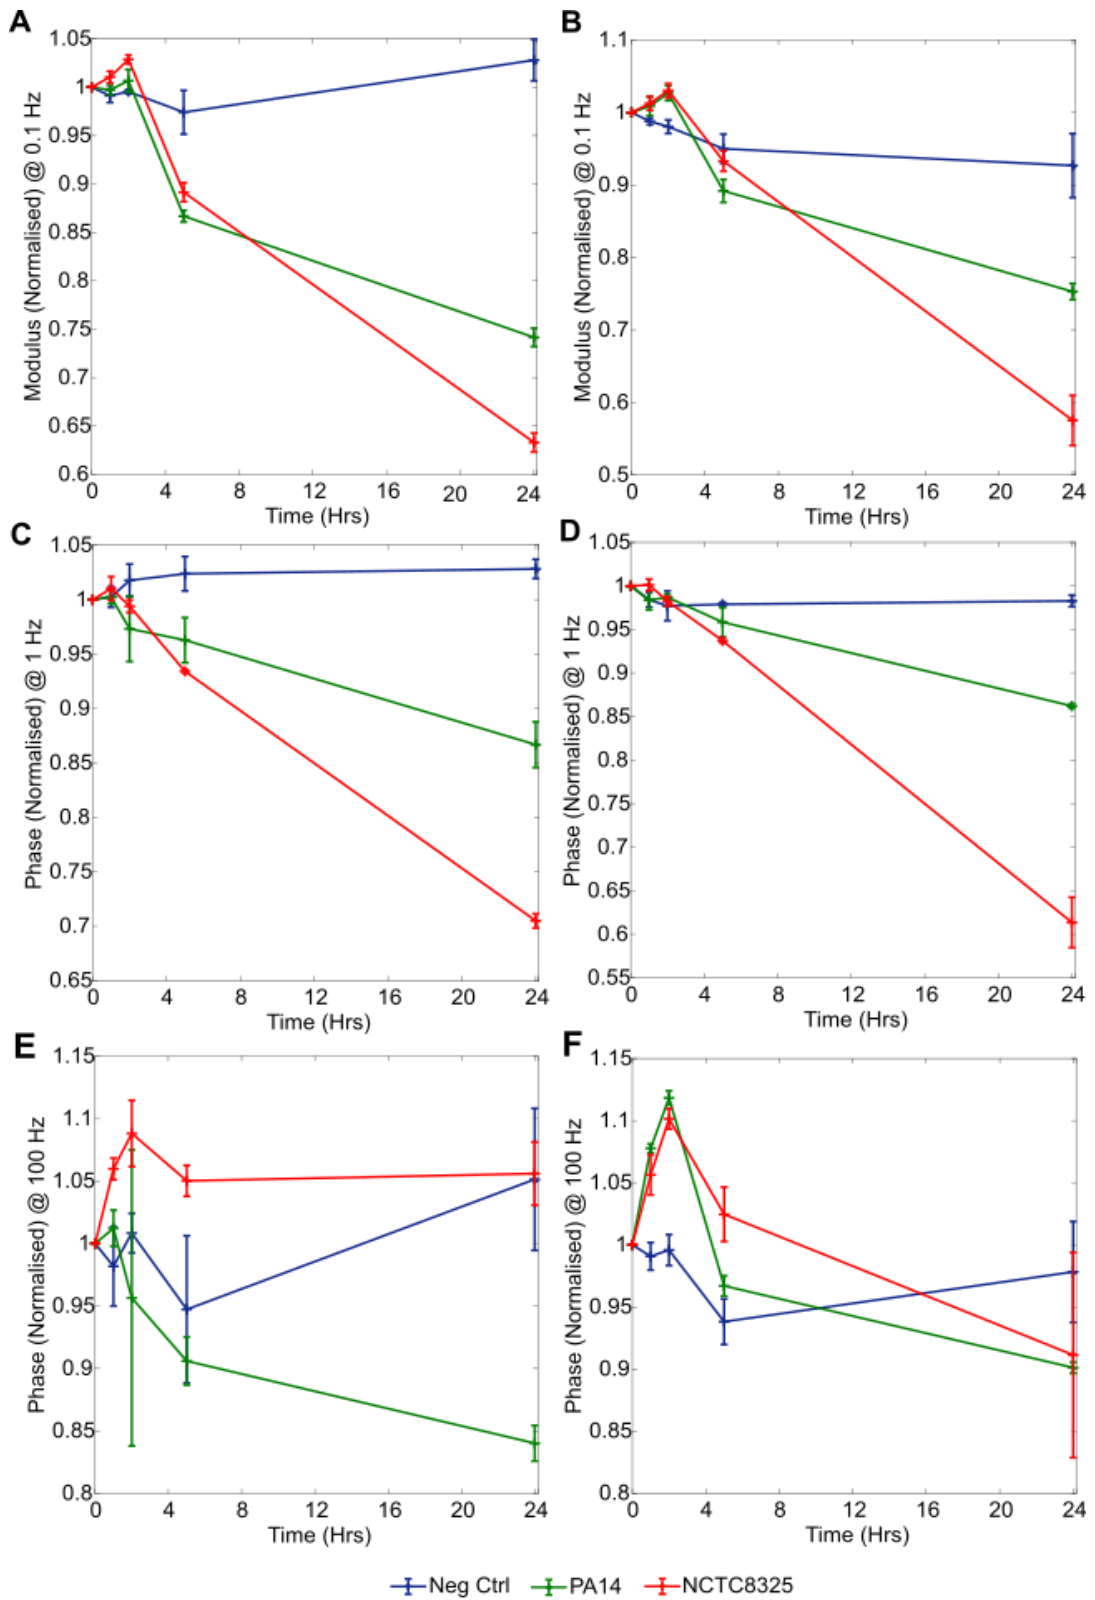 A
1.05
1
0.95
0.9
0.85
0.8
0.75
0.7
0.65
0.6
Modulus (Normalised) @ 0.1 Hz
0 4 8 12 16 20 24
Time (Hrs)
B
1.1
1
0.9
0.8
0.7
0.6
0.5
Modulus (Normalised) @ 0.1 Hz
0 4 8 12 16 20 24
Time (Hrs)
C
1.05
1
0.95
0.9
0.85
0.8
0.75
0.7
0.65
Phase (Normalised) @ 1 Hz
0 4 8 12 16 20 24
Time (Hrs)
D
1.05
1
0.95
0.9
0.85
0.8
0.75
0.7
0.65
0.6
0.55
Phase (Normalised) @ 1 Hz
0 4 8 12 16 20 24
Time (Hrs)
E
1.15
1.1
1.05
1
0.95
0.9
0.85
0.8
Phase (Normalised) @ 100 Hz
0 4 8 12 16 20 24
Time (Hrs)
F
1.15
1.1
1.05
1
0.95
0.9
0.85
0.8
Phase (Normalised) @ 100 Hz
0 4 8 12 16 20 24
Time (Hrs)
Neg Ctrl PA14 NCTC8325